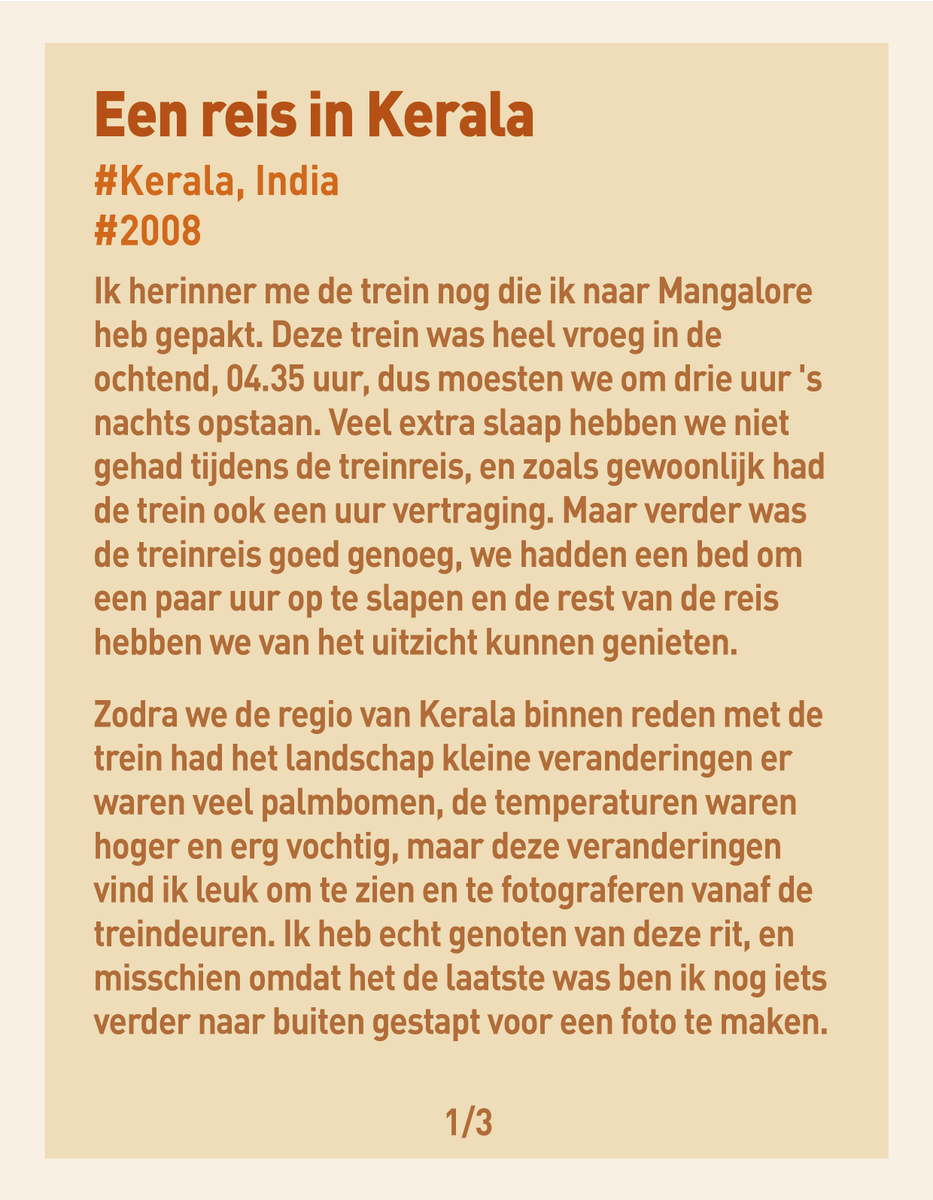 Een reis in Kerala
#Kerala, India
#2008
Ik herinner me de trein nog die ik naar Mangalore
heb gepakt. Deze trein was heel vroeg in de
ochtend, 04.35 uur, dus moesten we om drie uur 's
nachts opstaan. Veel extra slaap hebben we niet
gehad tijdens de treinreis, en zoals gewoonlijk had
de trein ook een uur vertraging. Maar verder was
de treinreis goed genoeg, we hadden een bed om
een paar uur op te slapen en de rest van de reis
hebben we van het uitzicht kunnen genieten.
Zodra we de regio van Kerala binnen reden met de
trein had het landschap kleine veranderingen er
waren veel palmbomen, de temperaturen waren
hoger en erg vochtig, maar deze veranderingen
vind ik leuk om te zien en te fotograferen vanaf de
treindeuren. Ik heb echt genoten van deze rit, en
misschien omdat het de laatste was ben ik nog iets
verder naar buiten gestapt voor een foto te maken.
1/3